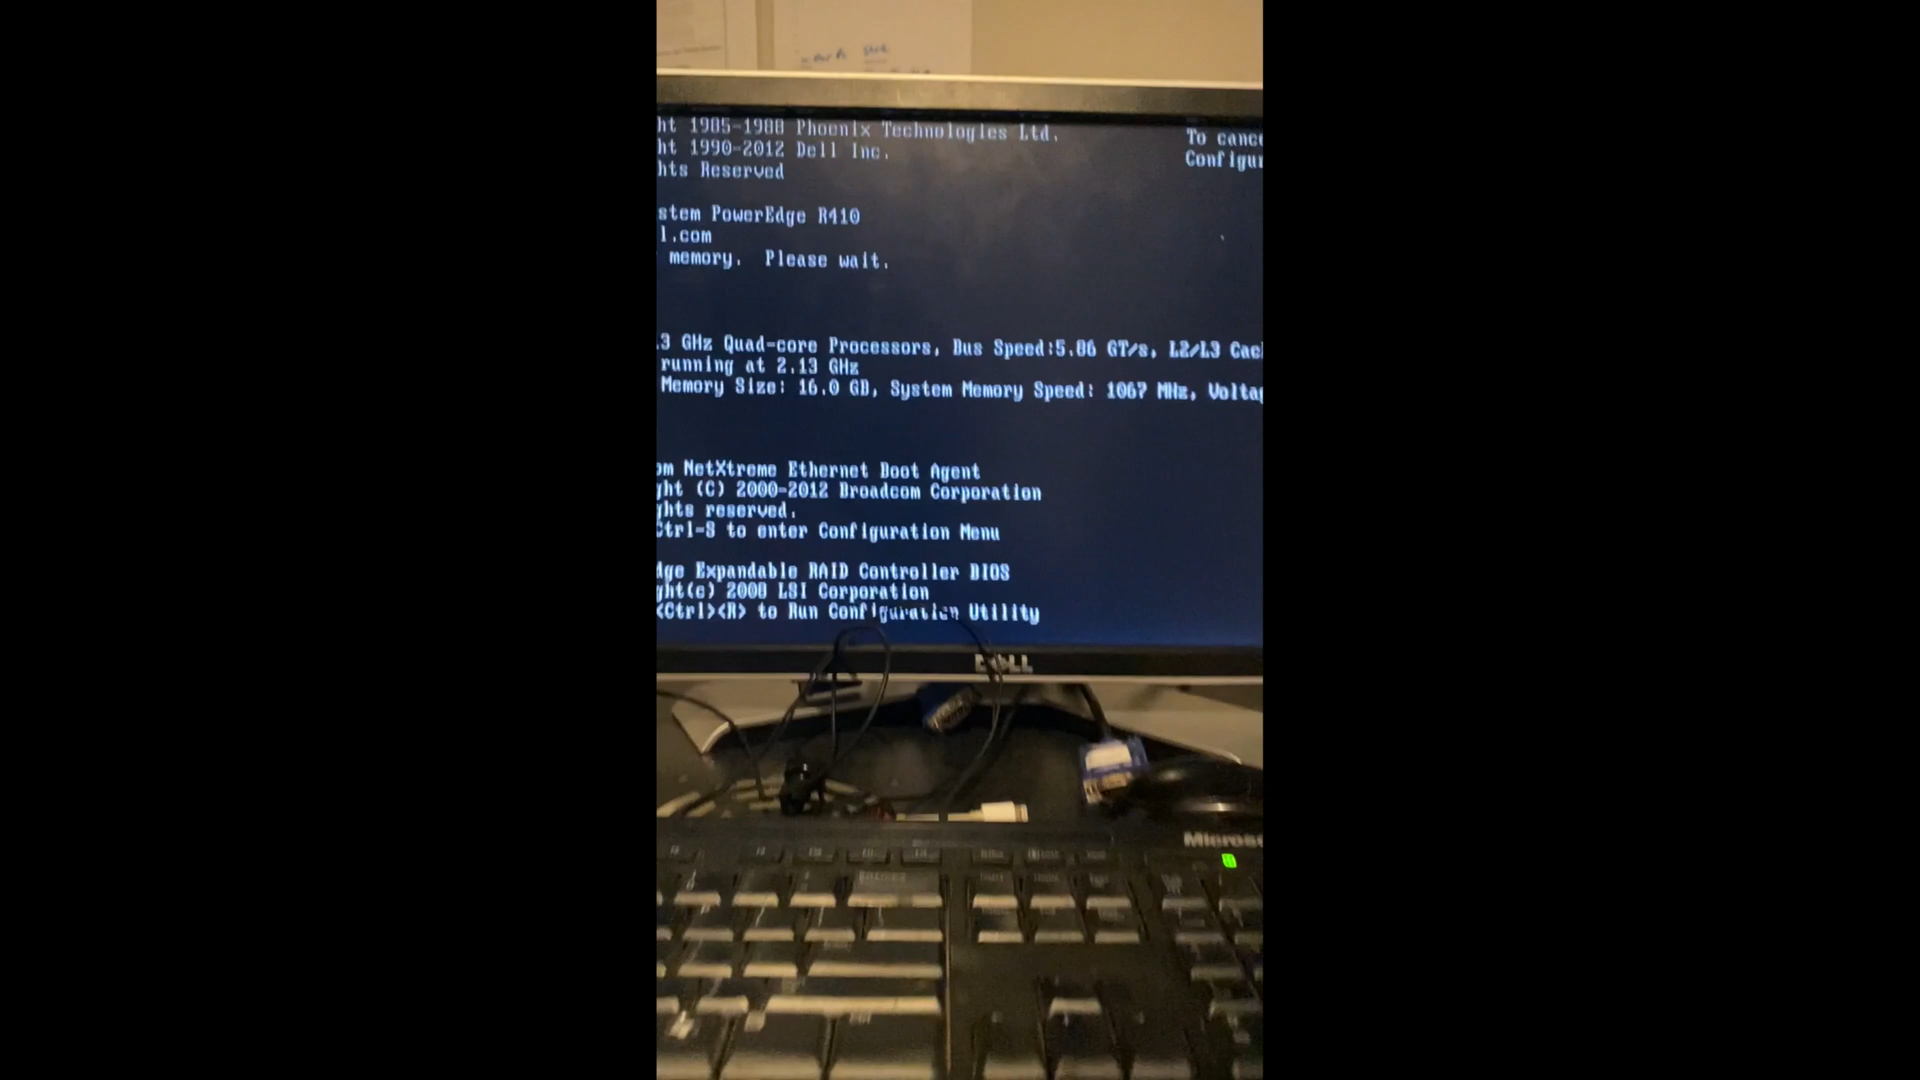 ht 1985-1988 Phoenix Technologies Ltd.
ht 1990-2012 Dell Inc.
hts Reserved
To cance
Configur
stem PowerEdge R410
l.com
memory.  Please wait.
.3 GHz Quad-core Processors, Bus Speed:5.86 GT/s, L2/L3 Cac
running at 2.13 GHz
Memory Size: 16.0 GB, System Memory Speed: 1067 MHz, Voltag
om NetXtreme Ethernet Boot Agent
ght (C) 2000-2012 Broadcom Corporation
ghts reserved.
Ctrl-S to enter Configuration Menu
dge Expandable RAID Controller BIOS
ght(c) 2008 LSI Corporation
<Ctrl><R> to Run Configuration Utility
DELL
Microso